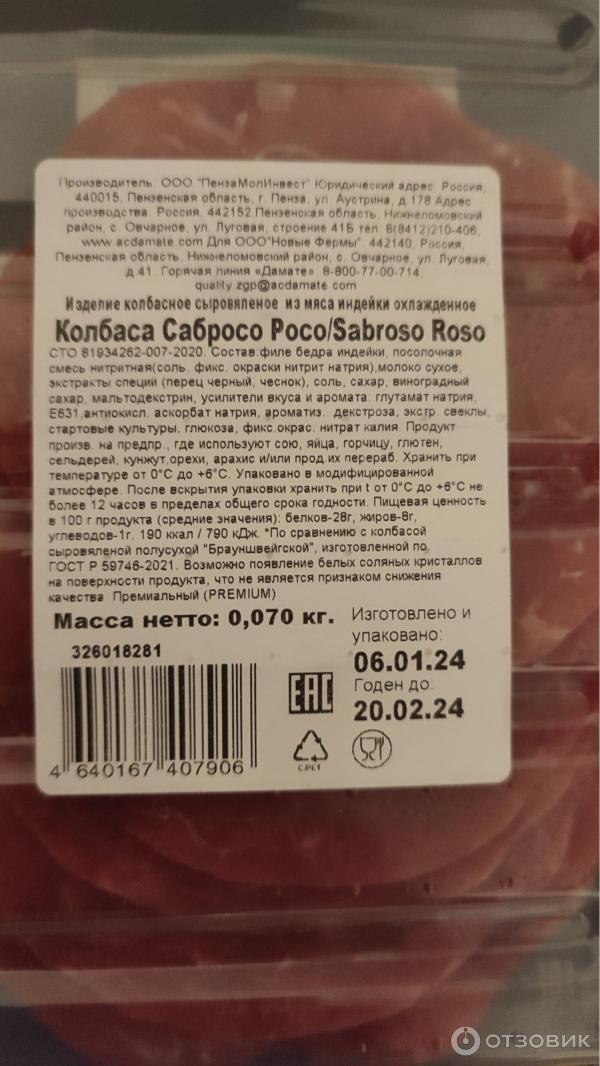 Производитель: ООО "ПензаМолИнвест" Юридический адрес: Россия,
440015, Пензенская область, г. Пенза, ул. Аустрина, д.178 Адрес
производства: Россия, 442152,Пензенская область, Нижнеломовский
район, с. Овчарное, ул. Луговая, строение 41Б тел. 8(8412)210-406,
www.acdamate.com Для ООО"Новые Фермы". 442140, Россия,
Пензенская область, Нижнеломовский район, с. Овчарное, ул. Луговая,
д.41. Горячая линия «Дамате»: 8-800-77-00-714,
quality.zgp@acdamate.com
Изделие колбасное сыровяленое из мяса индейки охлажденное
Колбаса Саброcо Росо/Sabroso Roso
СТО 81934262-007-2020. Состав:филе бедра индейки, посолочная
смесь нитритная(соль, фикс. окраски нитрит натрия),молоко сухое,
экстракты специй (перец черный, чеснок), соль, сахар, виноградный
сахар, мальтодекстрин, усилители вкуса и аромата: глутамат натрия,
Е631,антиокисл. аскорбат натрия, ароматиз., декстроза, экстр. свеклы,
стартовые культуры, глюкоза, фикс.окрас. нитрат калия. Продукт
произв. на предпр., где используют сою, яйца, горчицу, глютен,
сельдерей, кунжут,орехи, арахис и/или прод.их перераб. Хранить при
температуре от 0°С до +6°С. Упаковано в модифицированной
атмосфере. После вскрытия упаковки хранить при t от 0°С до +6°С не
более 12 часов в пределах общего срока годности. Пищевая ценность
в 100 г продукта (средние значения): белков-28г, жиров-8г,
углеводов-1г, 190 ккал / 790 кДж. *По сравнению с колбасой
сыровяленой полусухой "Брауншвейгской", изготовленной по
ГОСТ Р 59746-2021. Возможно появление белых соляных кристаллов
на поверхности продукта, что не является признаком снижения
качества. Премиальный (PREMIUM)
Масса нетто: 0,070 кг.
Изготовлено и
упаковано:
06.01.24
Годен до:
20.02.24
326018281
EAC
C/PET
4 640167 407906
ОТЗОВИК